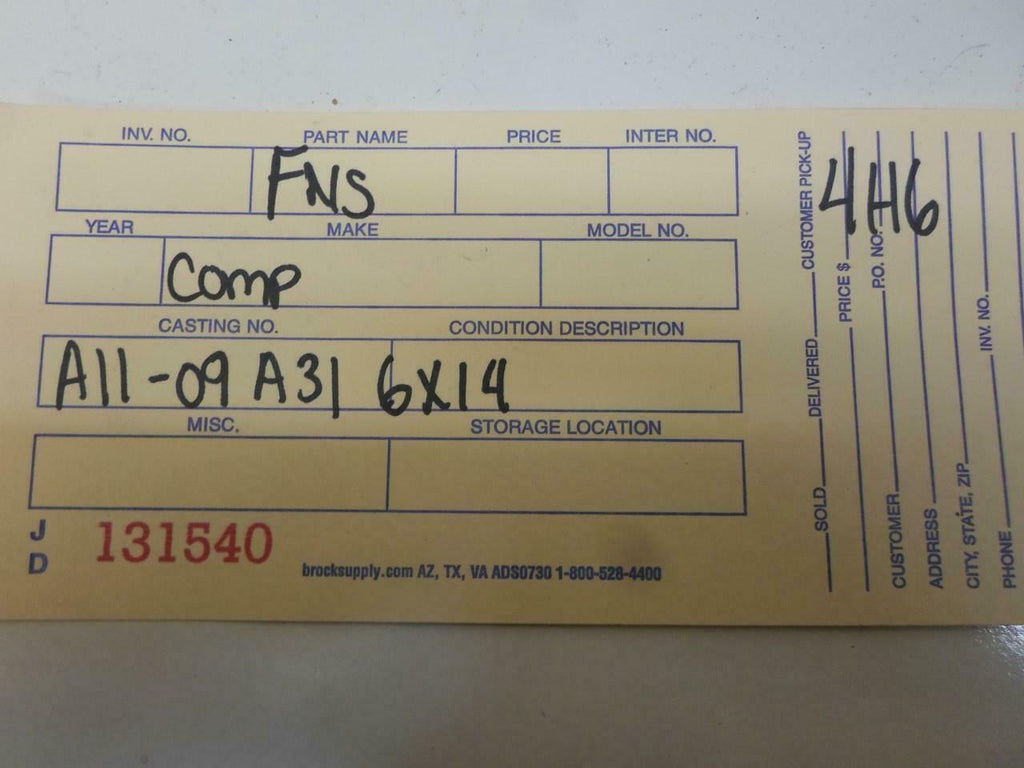 INV. NO. PART NAME PRICE INTER NO.
FNS
YEAR MAKE MODEL NO.
Comp
CASTING NO. CONDITION DESCRIPTION
A11-09 A31 6X14
MISC. STORAGE LOCATION
J
D
131540
brocksupply.com AZ, TX, VA ADS0730 1-800-528-4400
4H6
SOLD DELIVERED CUSTOMER PICK-UP
PRICE $
CUSTOMER P.O. NO.
ADDRESS
CITY, STATE, ZIP
PHONE INV. NO.